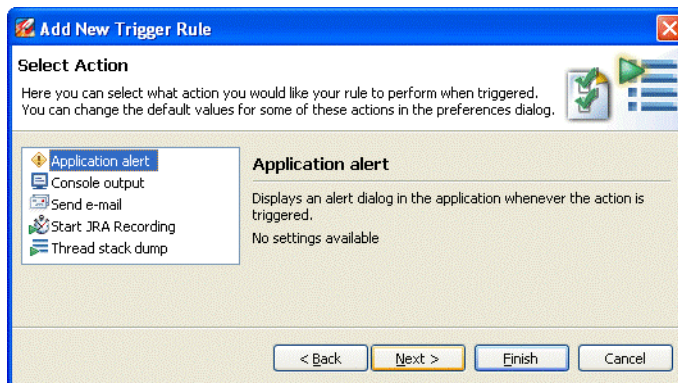 Add New Trigger Rule
Select Action
Here you can select what action you would like your rule to perform when triggered.
You can change the default values for some of these actions in the preferences dialog.
Application alert
Console output
Send e-mail
Start JRA Recording
Thread stack dump
Application alert
Displays an alert dialog in the application whenever the action is
triggered.
No settings available
< Back
Next >
Finish
Cancel